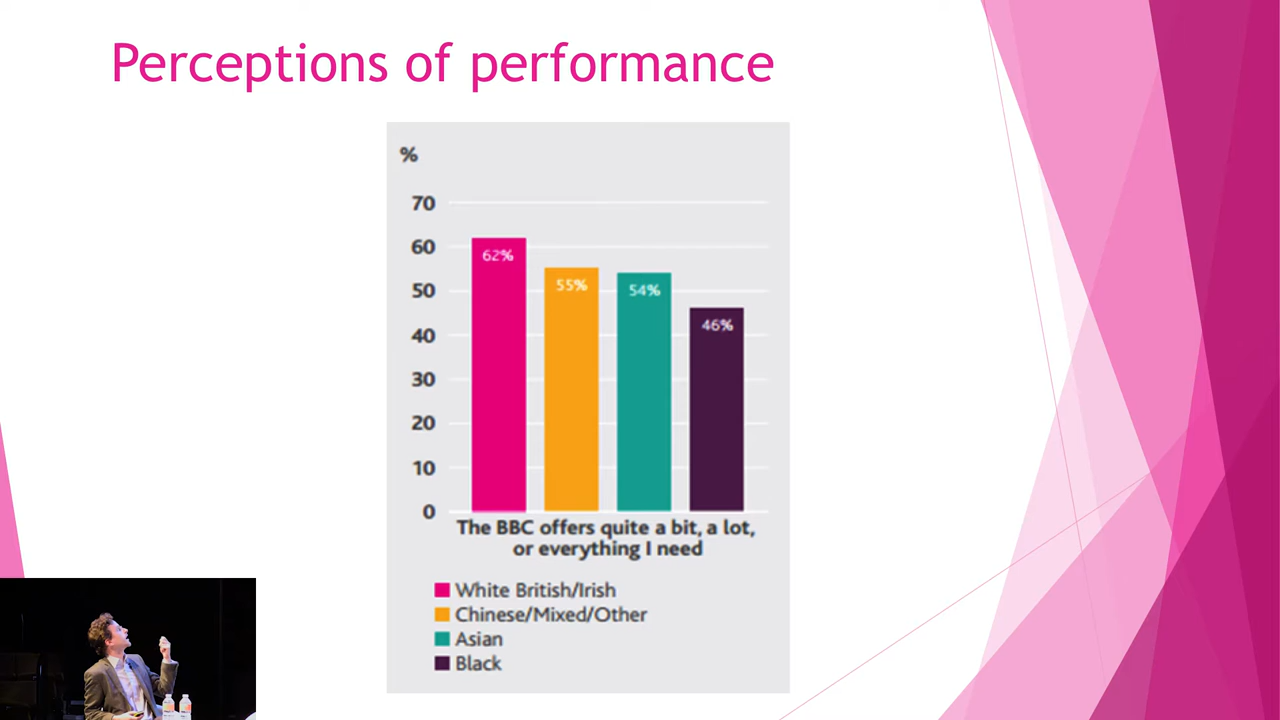 Perceptions of performance
%
70
60
50
40
30
20
10
0
62%
55%
54%
46%
The BBC offers quite a bit, a lot,
or everything I need
White British/Irish
Chinese/Mixed/Other
Asian
Black